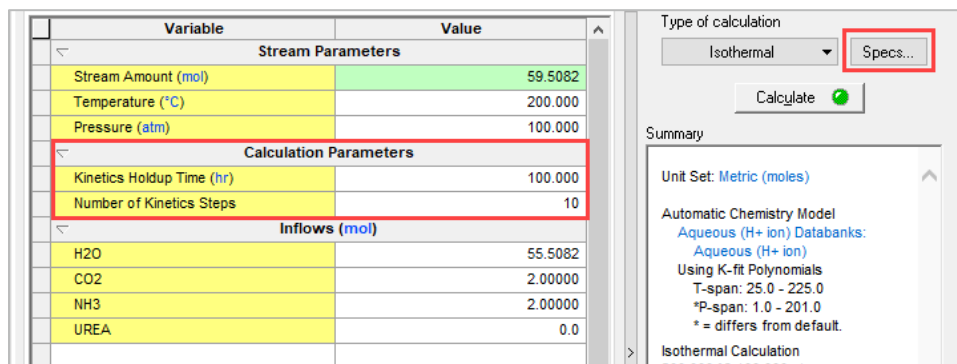 Variable Value
Stream Parameters
Stream Amount (mol) 59.5082
Temperature (°C) 200.000
Pressure (atm) 100.000
Calculation Parameters
Kinetics Holdup Time (hr) 100.000
Number of Kinetics Steps 10
Inflows (mol)
H2O 55.5082
CO2 2.00000
NH3 2.00000
UREA 0.0
Type of calculation
Isothermal Specs...
Calculate
Summary
Unit Set: Metric (moles)
Automatic Chemistry Model
Aqueous (H+ ion) Databanks:
Aqueous (H+ ion)
Using K-fit Polynomials
T-span: 25.0 - 225.0
*P-span: 1.0 - 201.0
* = differs from default.
Isothermal Calculation